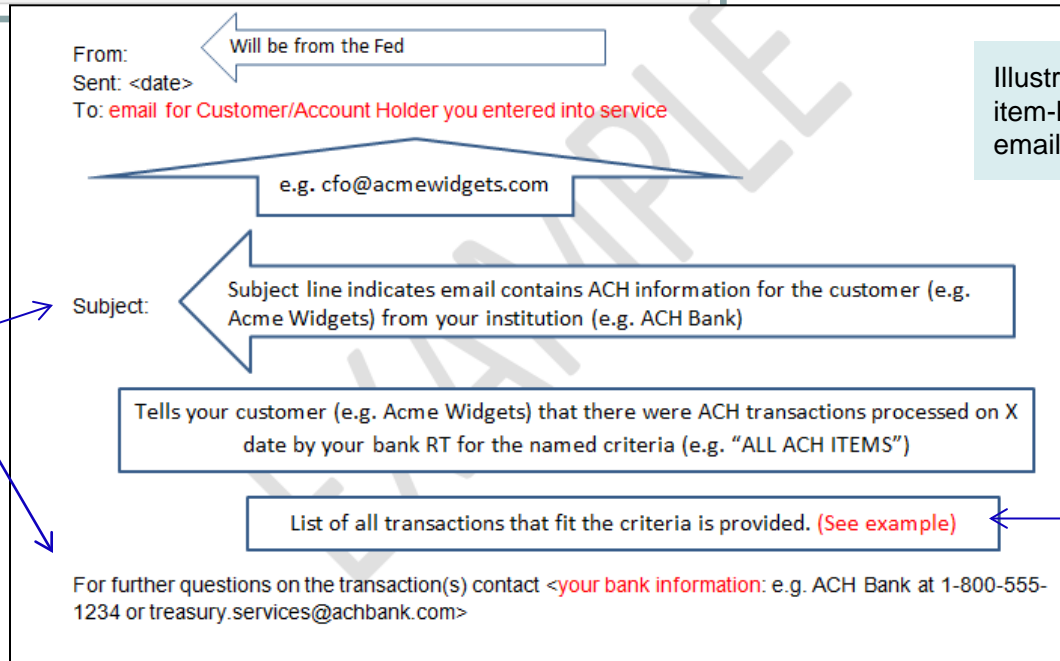 From:
Will be from the Fed
Sent: <date>
To: email for Customer/Account Holder you entered into service
e.g. cfo@acmewidgets.com
Subject:
Subject line indicates email contains ACH information for the customer (e.g.
Acme Widgets) from your institution (e.g. ACH Bank)
Tells your customer (e.g. Acme Widgets) that there were ACH transactions processed on X
date by your bank RT for the named criteria (e.g. “ALL ACH ITEMS”)
List of all transactions that fit the criteria is provided. (See example)
For further questions on the transaction(s) contact <your bank information: e.g. ACH Bank at 1-800-555-
1234 or treasury.services@achbank.com>
EXAMPLE
email